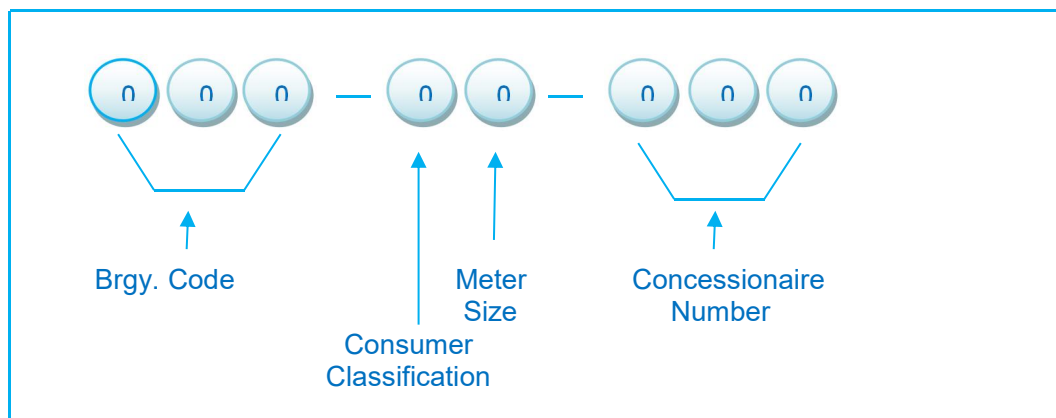 Brgy. Code
Meter
Size
Concessionaire
Number
Consumer
Classification